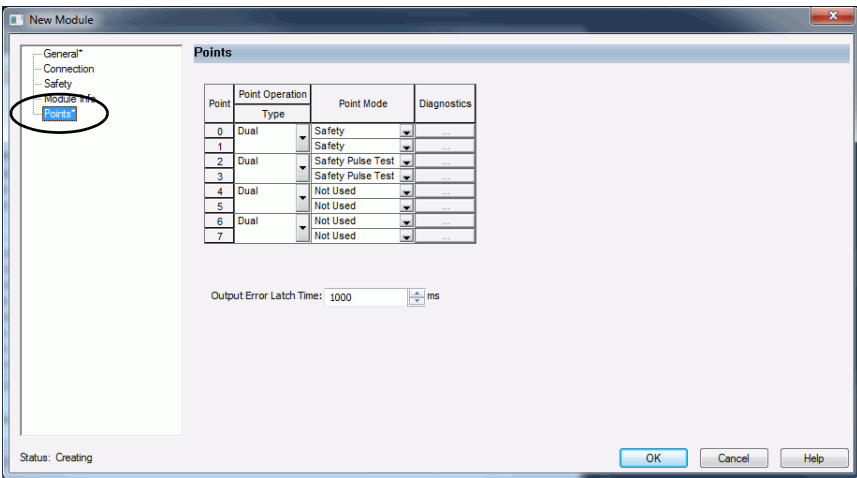 New Module
General*
Connection
Safety
Module Info
Points*
Points
Point Point Operation Point Mode Diagnostics
Type
0 Dual Safety ...
1 Safety ...
2 Dual Safety Pulse Test ...
3 Safety Pulse Test ...
4 Dual Not Used ...
5 Not Used ...
6 Dual Not Used ...
7 Not Used ...
Output Error Latch Time: 1000 ms
Status: Creating
OK Cancel Help